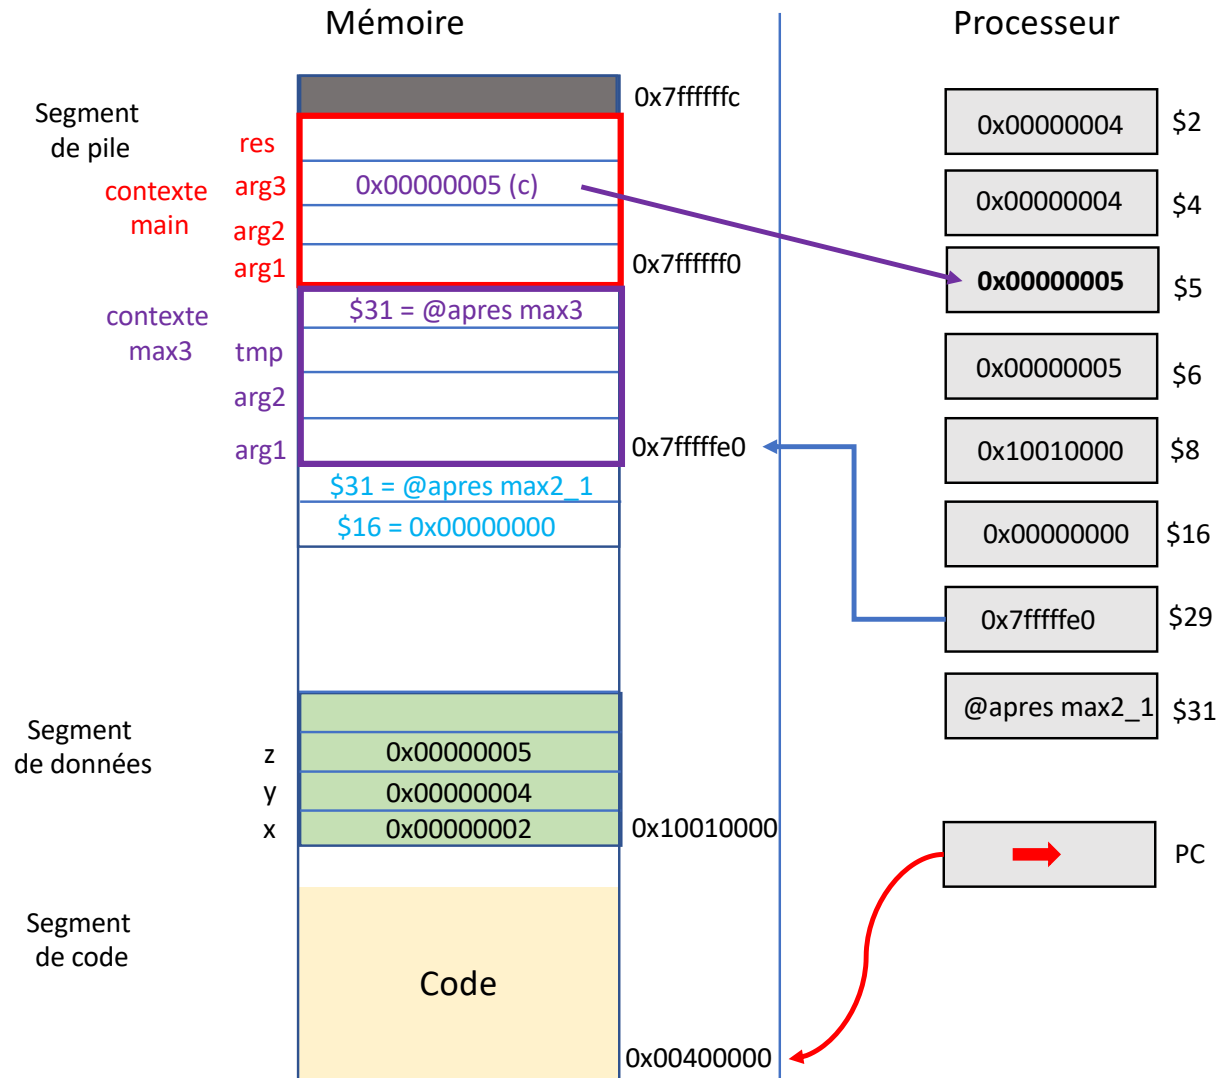 Mémoire
Processeur
Segment
de pile
0x7ffffffc
res
contexte
main
arg3
0x00000005 (c)
arg2
arg1
0x7ffffff0
contexte
max3
$31 = @apres max3
tmp
arg2
arg1
0x7fffffe0
$31 = @apres max2_1
$16 = 0x00000000
Segment
de données
z
0x00000005
y
0x00000004
x
0x00000002
0x10010000
Segment
de code
Code
0x00400000
0x00000004 $2
0x00000004 $4
0x00000005 $5
0x00000005 $6
0x10010000 $8
0x00000000 $16
0x7fffffe0 $29
@apres max2_1 $31
PC